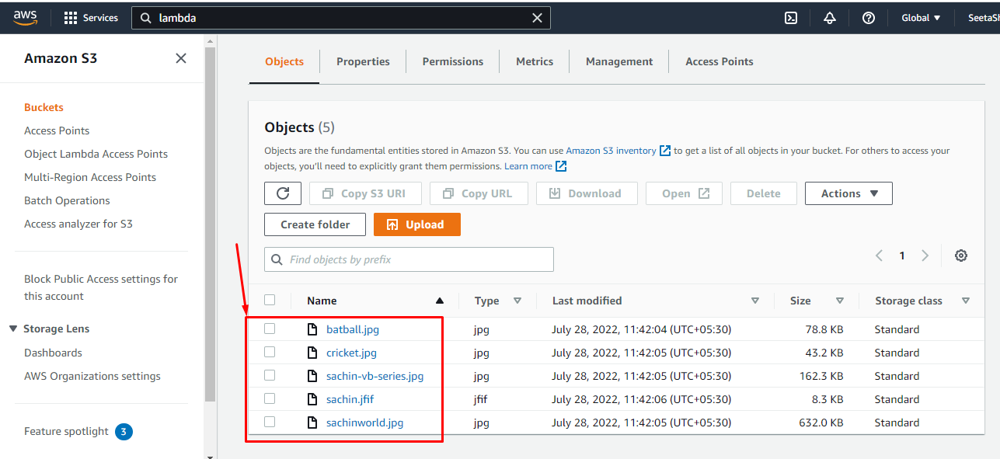 aws Services lambda Global SeetaSh
Amazon S3
Buckets
Access Points
Object Lambda Access Points
Multi-Region Access Points
Batch Operations
Access analyzer for S3
Block Public Access settings for
this account
Storage Lens
Dashboards
AWS Organizations settings
Feature spotlight 3
Objects Properties Permissions Metrics Management Access Points
Objects (5)
Objects are the fundamental entities stored in Amazon S3. You can use Amazon S3 inventory to get a list of all objects in your bucket. For others to access your
objects, you'll need to explicitly grant them permissions. Learn more
Copy S3 URI Copy URL Download Open Delete Actions
Create folder Upload
Find objects by prefix 1
Name Type Last modified Size Storage class
batball.jpg jpg July 28, 2022, 11:42:04 (UTC+05:30) 78.8 KB Standard
cricket.jpg jpg July 28, 2022, 11:42:05 (UTC+05:30) 43.2 KB Standard
sachin-vb-series.jpg jpg July 28, 2022, 11:42:05 (UTC+05:30) 162.3 KB Standard
sachin.jfif jfif July 28, 2022, 11:42:06 (UTC+05:30) 8.3 KB Standard
sachinworld.jpg jpg July 28, 2022, 11:42:05 (UTC+05:30) 632.0 KB Standard